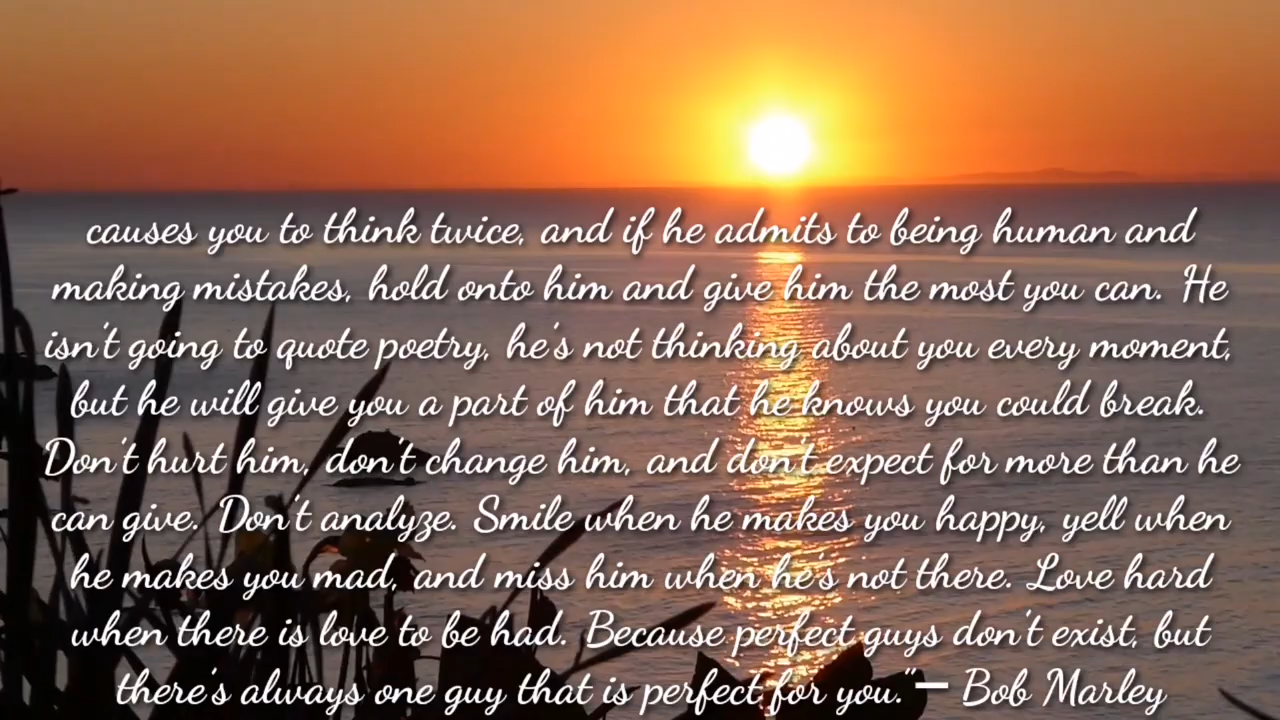 causes you to think twice, and if he admits to being human and
making mistakes, hold onto him and give him the most you can. He
isn't going to quote poetry, he's not thinking about you every moment,
but he will give you a part of him that he knows you could break.
Don't hurt him, don't change him, and don't expect for more than he
can give. Don't analyze. Smile when he makes you happy, yell when
he makes you mad, and miss him when he's not there. Love hard
when there is love to be had. Because perfect guys don't exist, but
there's always one guy that is perfect for you."― Bob Marley